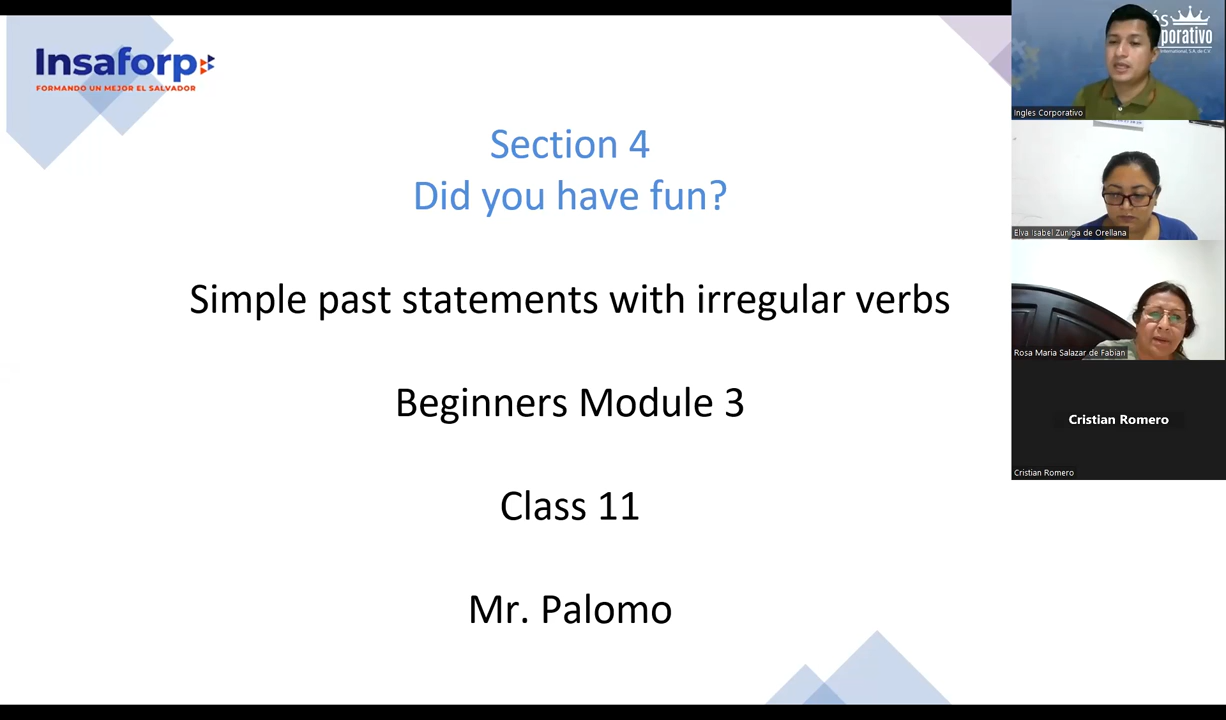 Insaforp
FORMANDO UN MEJOR EL SALVADOR
Section 4
Did you have fun?
Simple past statements with irregular verbs
Beginners Module 3
Class 11
Mr. Palomo
Ingles Corporativo
Elva Isabel Zuniga de Orellana
Rosa Maria Salazar de Fabian
Cristian Romero
Cristian Romero